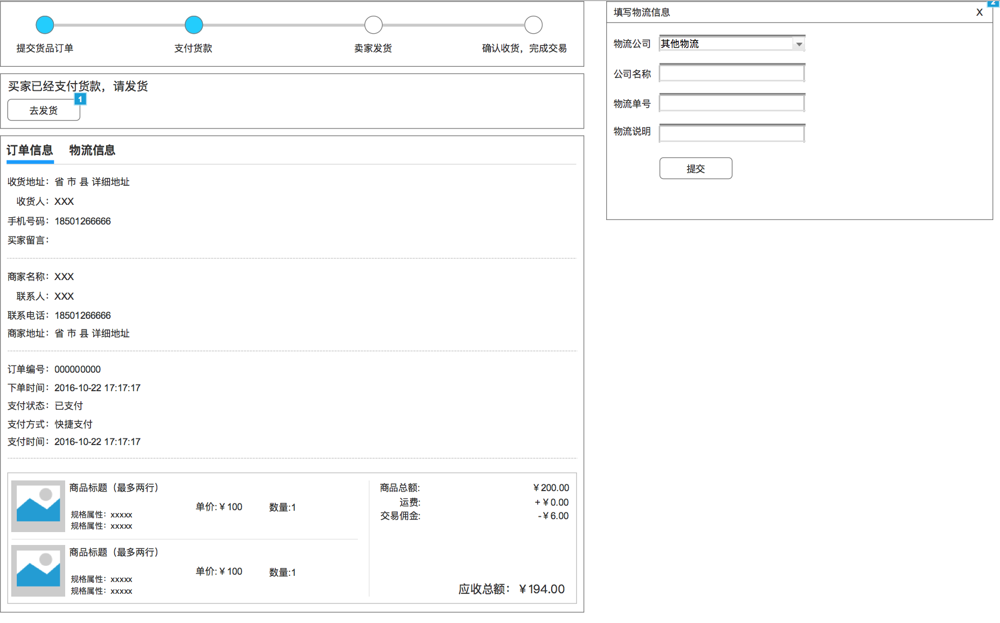 提交货品订单
支付货款
卖家发货
确认收货，完成交易
买家已经支付货款，请发货
1
去发货
订单信息 物流信息
收货地址：省 市 县 详细地址
收货人：XXX
手机号码：18501266666
买家留言：
商家名称：XXX
联系人：XXX
联系电话：18501266666
商家地址：省 市 县 详细地址
订单编号：000000000
下单时间：2016-10-22 17:17:17
支付状态：已支付
支付方式：快捷支付
支付时间：2016-10-22 17:17:17
商品标题（最多两行）
单价:￥100 数量:1
规格属性：xxxxx
规格属性：xxxxx
商品标题（最多两行）
单价:￥100 数量:1
规格属性：xxxxx
规格属性：xxxxx
商品总额: ￥200.00
运费: +￥0.00
交易佣金: -￥6.00
应收总额：￥194.00
2
填写物流信息 X
物流公司 其他物流
公司名称
物流单号
物流说明
提交